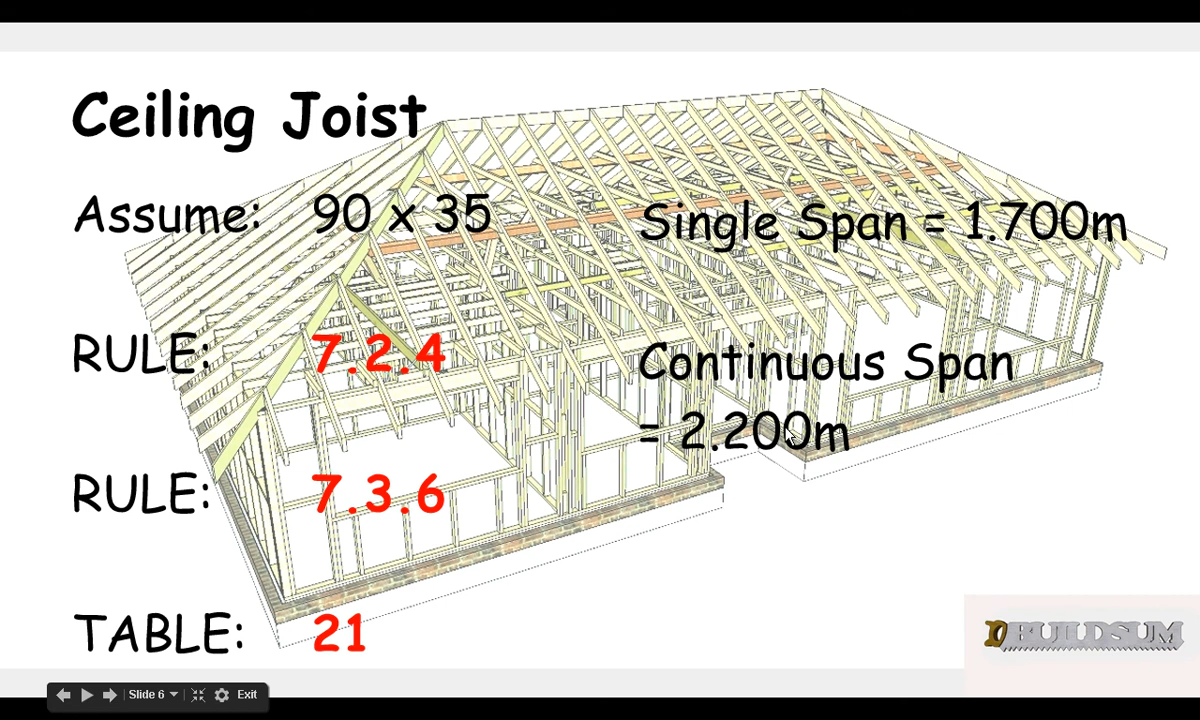 Ceiling Joist
Assume: 90 x 35
Single Span = 1.700m
RULE: 7.2.4
Continuous Span
= 2.200m
RULE: 7.3.6
TABLE: 21
BUILDSUM
Slide 6
Exit